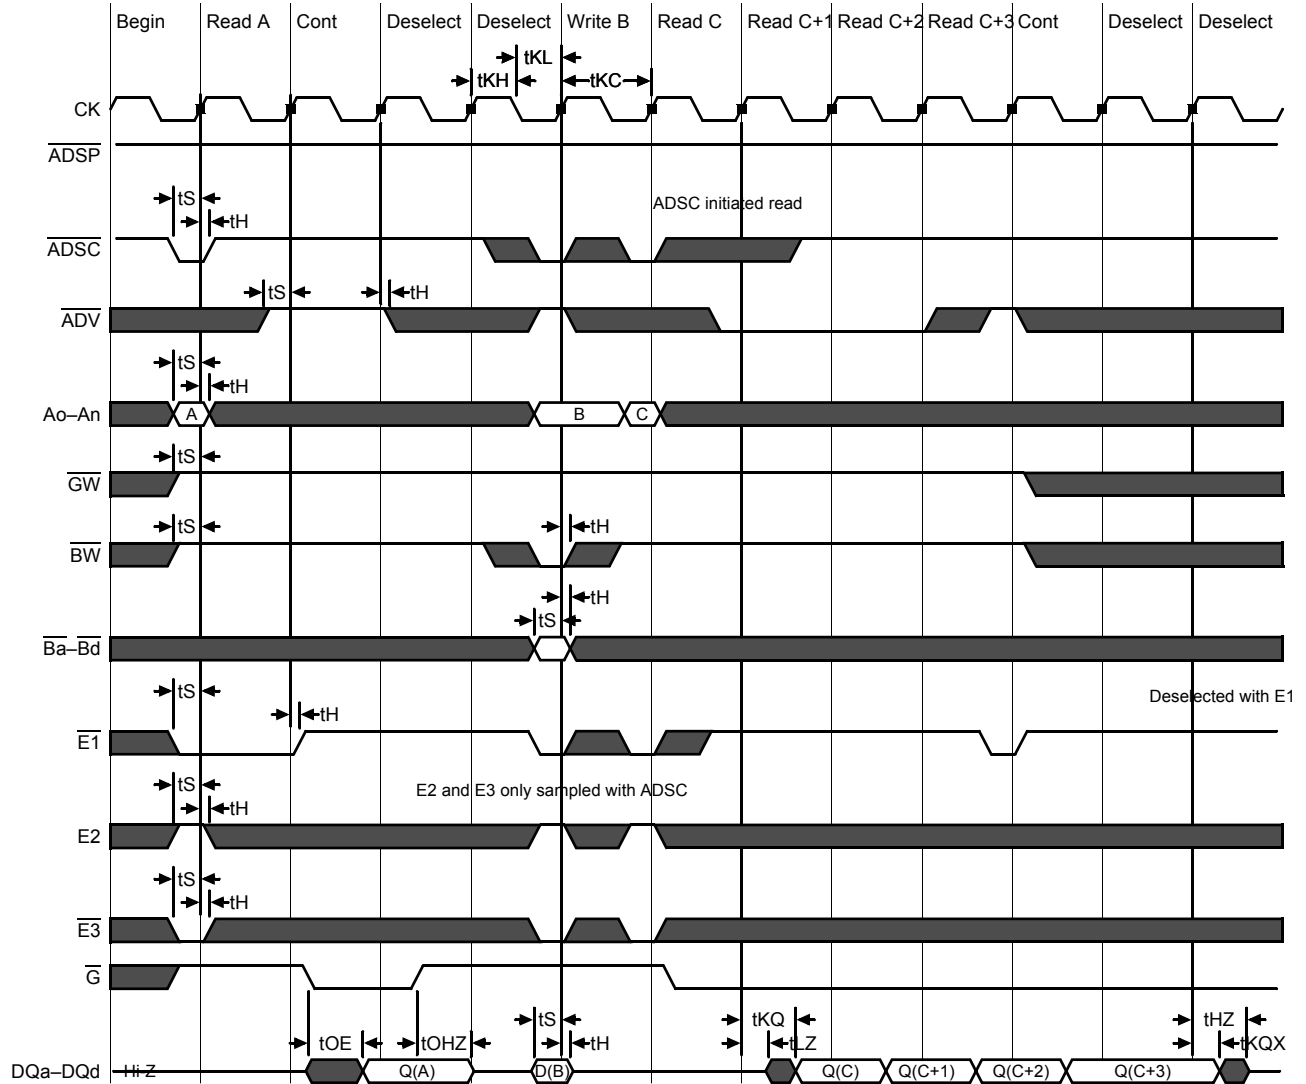 Begin Read A Cont Deselect Deselect Write B Read C Read C+1 Read C+2 Read C+3 Cont Deselect Deselect
tKL
tKH tKC
CK
ADSP
tS
ADSC initiated read
tH
ADSC
tS tH
ADV
tS
tH
Ao–An A B C
tS
GW
tS tH
BW
tH
tS
Ba–Bd
tS
Deselected with E1
tH
E1
tS
E2 and E3 only sampled with ADSC
tH
E2
tS
tH
E3
G
tS tKQ tHZ
tOE tOHZ tH tLZ tKQX
DQa–DQd Hi-Z Q(A) D(B) Q(C) Q(C+1) Q(C+2) Q(C+3)